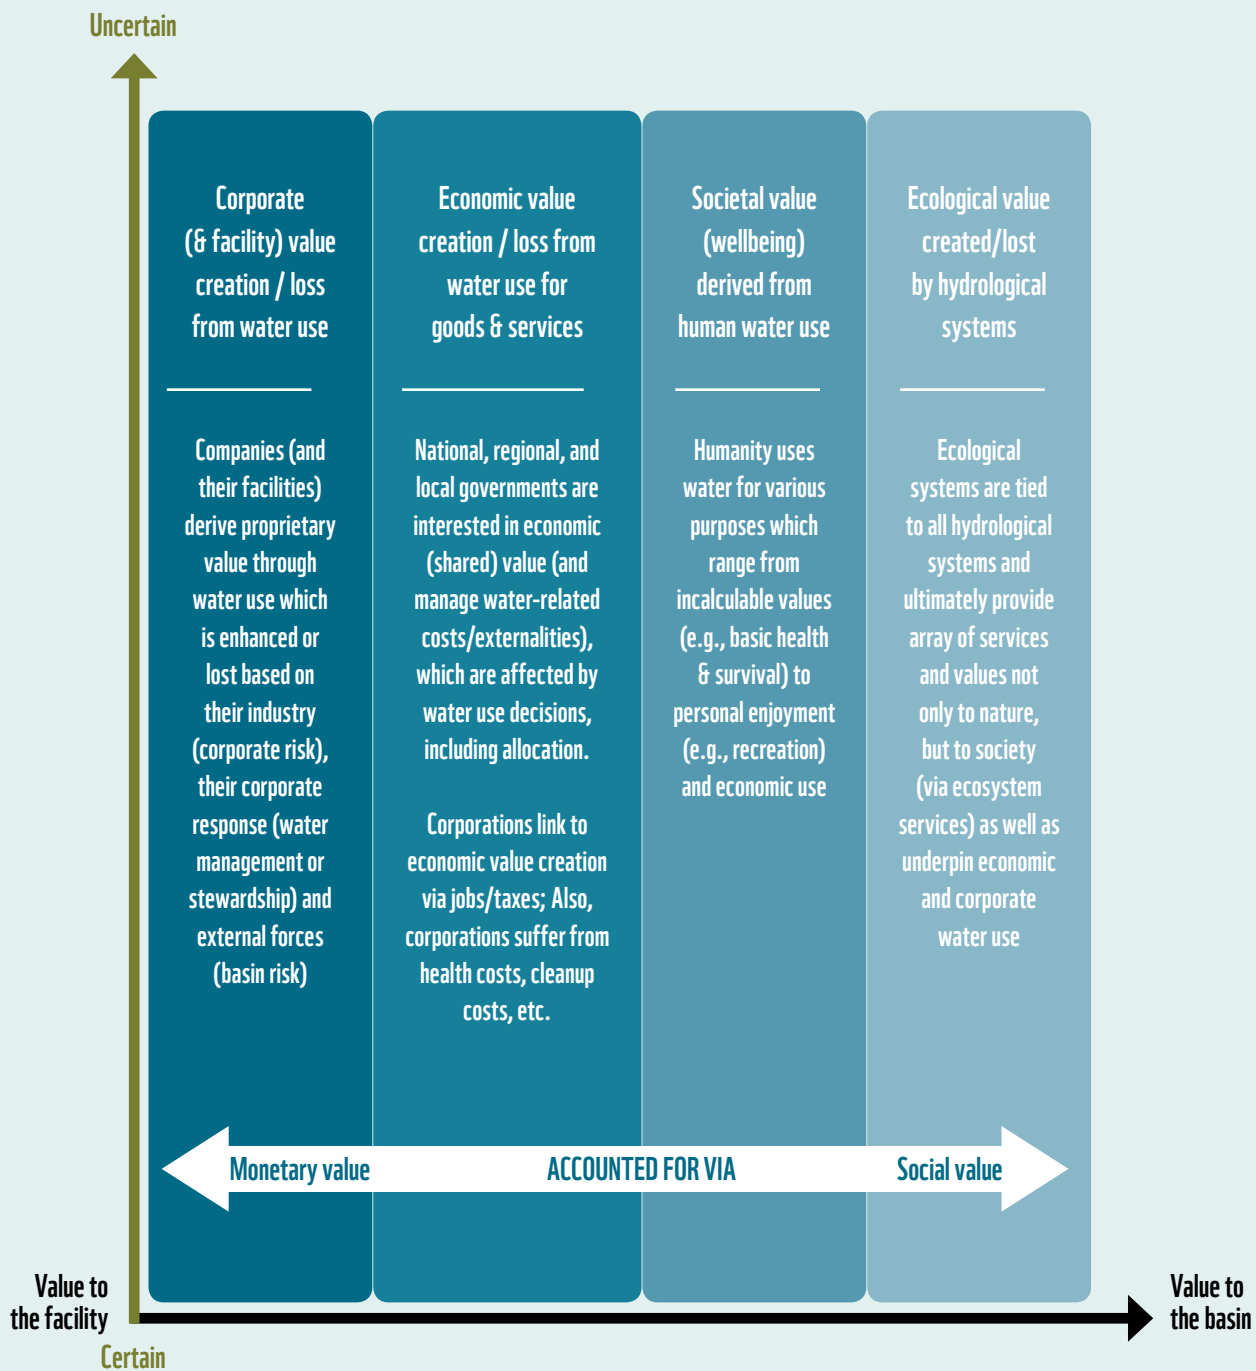 Uncertain
Corporate
(& facility) value
creation / loss
from water use
Companies (and
their facilities)
derive proprietary
value through
water use which
is enhanced or
lost based on
their industry
(corporate risk),
their corporate
response (water
management or
stewardship) and
external forces
(basin risk)
Economic value
creation / loss from
water use for
goods & services
National, regional, and
local governments are
interested in economic
(shared) value (and
manage water-related
costs/externalities),
which are affected by
water use decisions,
including allocation.
Corporations link to
economic value creation
via jobs/taxes; Also,
corporations suffer from
health costs, cleanup
costs, etc.
Societal value
(wellbeing)
derived from
human water use
Humanity uses
water for various
purposes which
range from
incalculable values
(e.g., basic health
& survival) to
personal enjoyment
(e.g., recreation)
and economic use
Ecological value
created/lost
by hydrological
systems
Ecological
systems are tied
to all hydrological
systems and
ultimately provide
array of services
and values not
only to nature,
but to society
(via ecosystem
services) as well as
underpin economic
and corporate
water use
Monetary value
ACCOUNTED FOR VIA
Social value
Value to
the facility
Value to
the basin
Certain